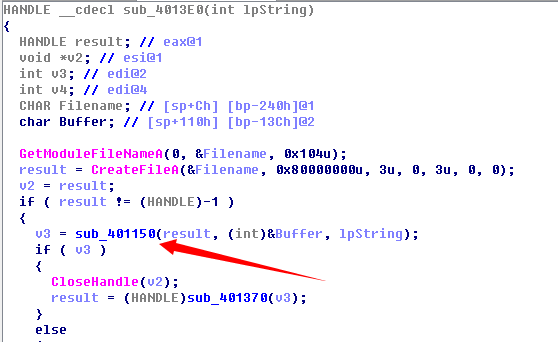 HANDLE __cdecl sub_4013E0(int lpString)
{
HANDLE result; // eax@1
void *v2; // esi@1
int v3; // edi@2
int v4; // edi@4
CHAR Filename; // [sp+Ch] [bp-240h]@1
char Buffer; // [sp+110h] [bp-13Ch]@2
GetModuleFileNameA(0, &Filename, 0x104u);
result = CreateFileA(&Filename, 0x80000000u, 3u, 0, 3u, 0, 0);
v2 = result;
if ( result != (HANDLE)-1 )
{
v3 = sub_401150(result, (int)&Buffer, lpString);
if ( v3 )
{
CloseHandle(v2);
result = (HANDLE)sub_401370(v3);
}
else